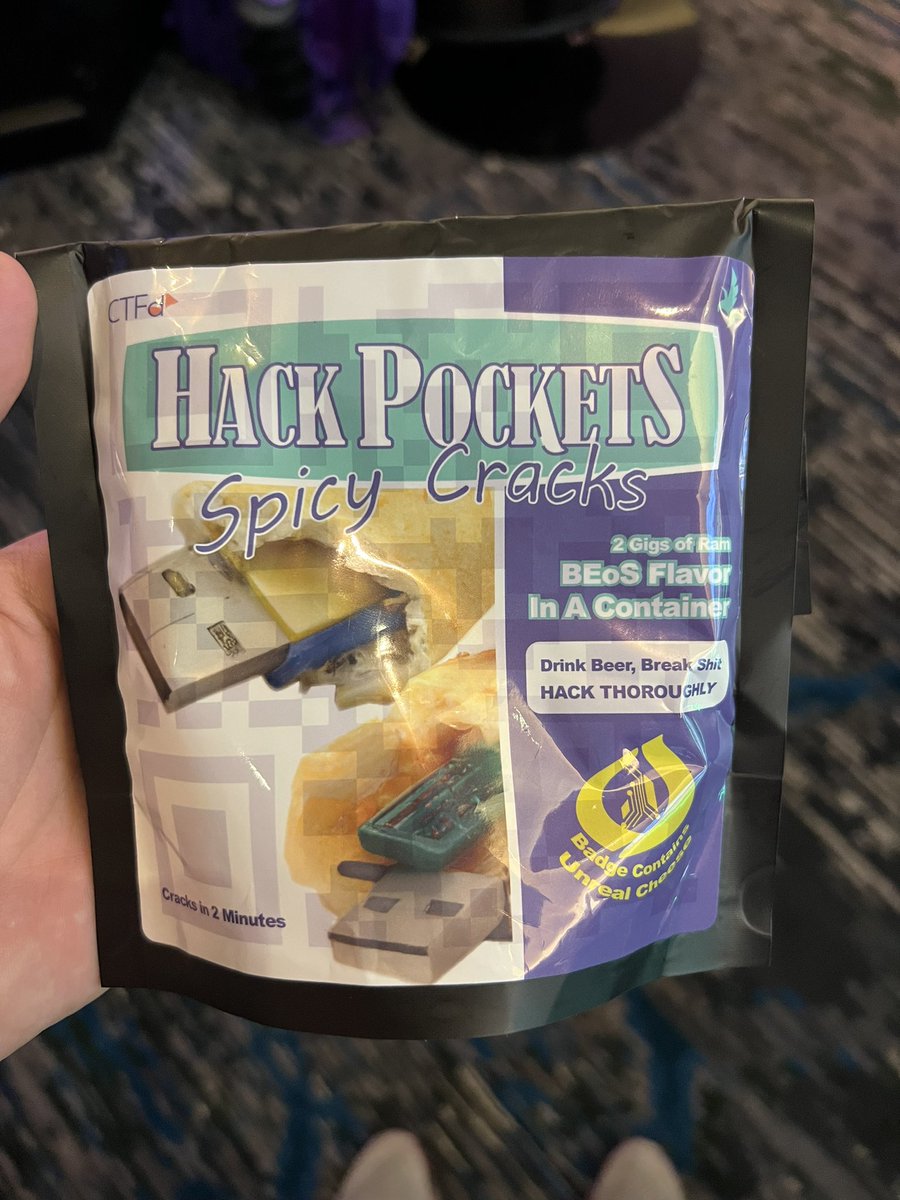 CTFd
HACK POCKETS
Spicy Cracks
2 Gigs of Ram
BEoS Flavor
In A Container
Drink Beer, Break Shit
HACK THOROUGHLY
Badge Contains
Unreal Cheese
Cracks in 2 Minutes